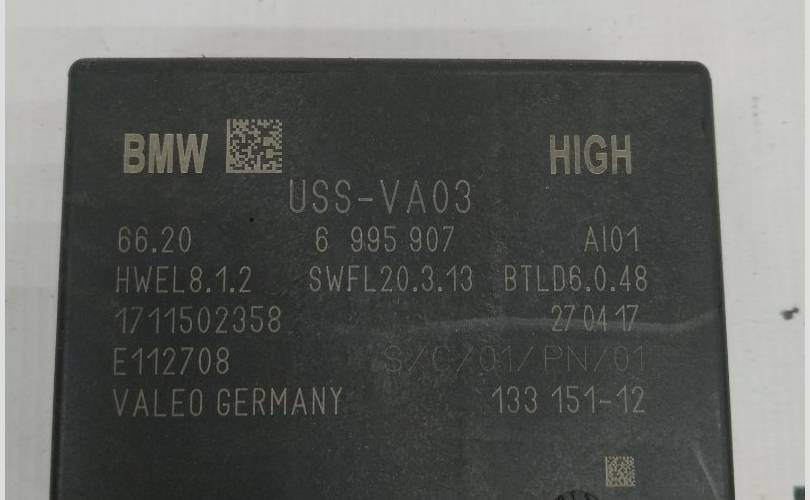 BMW HIGH
USS-VA03
66.20 6 995 907 AI01
HWEL8.1.2 SWFL20.3.13 BTLD6.0.48
1711502358 27 04 17
E112708 S/C/01/PN/01
VALEO GERMANY 133 151-12